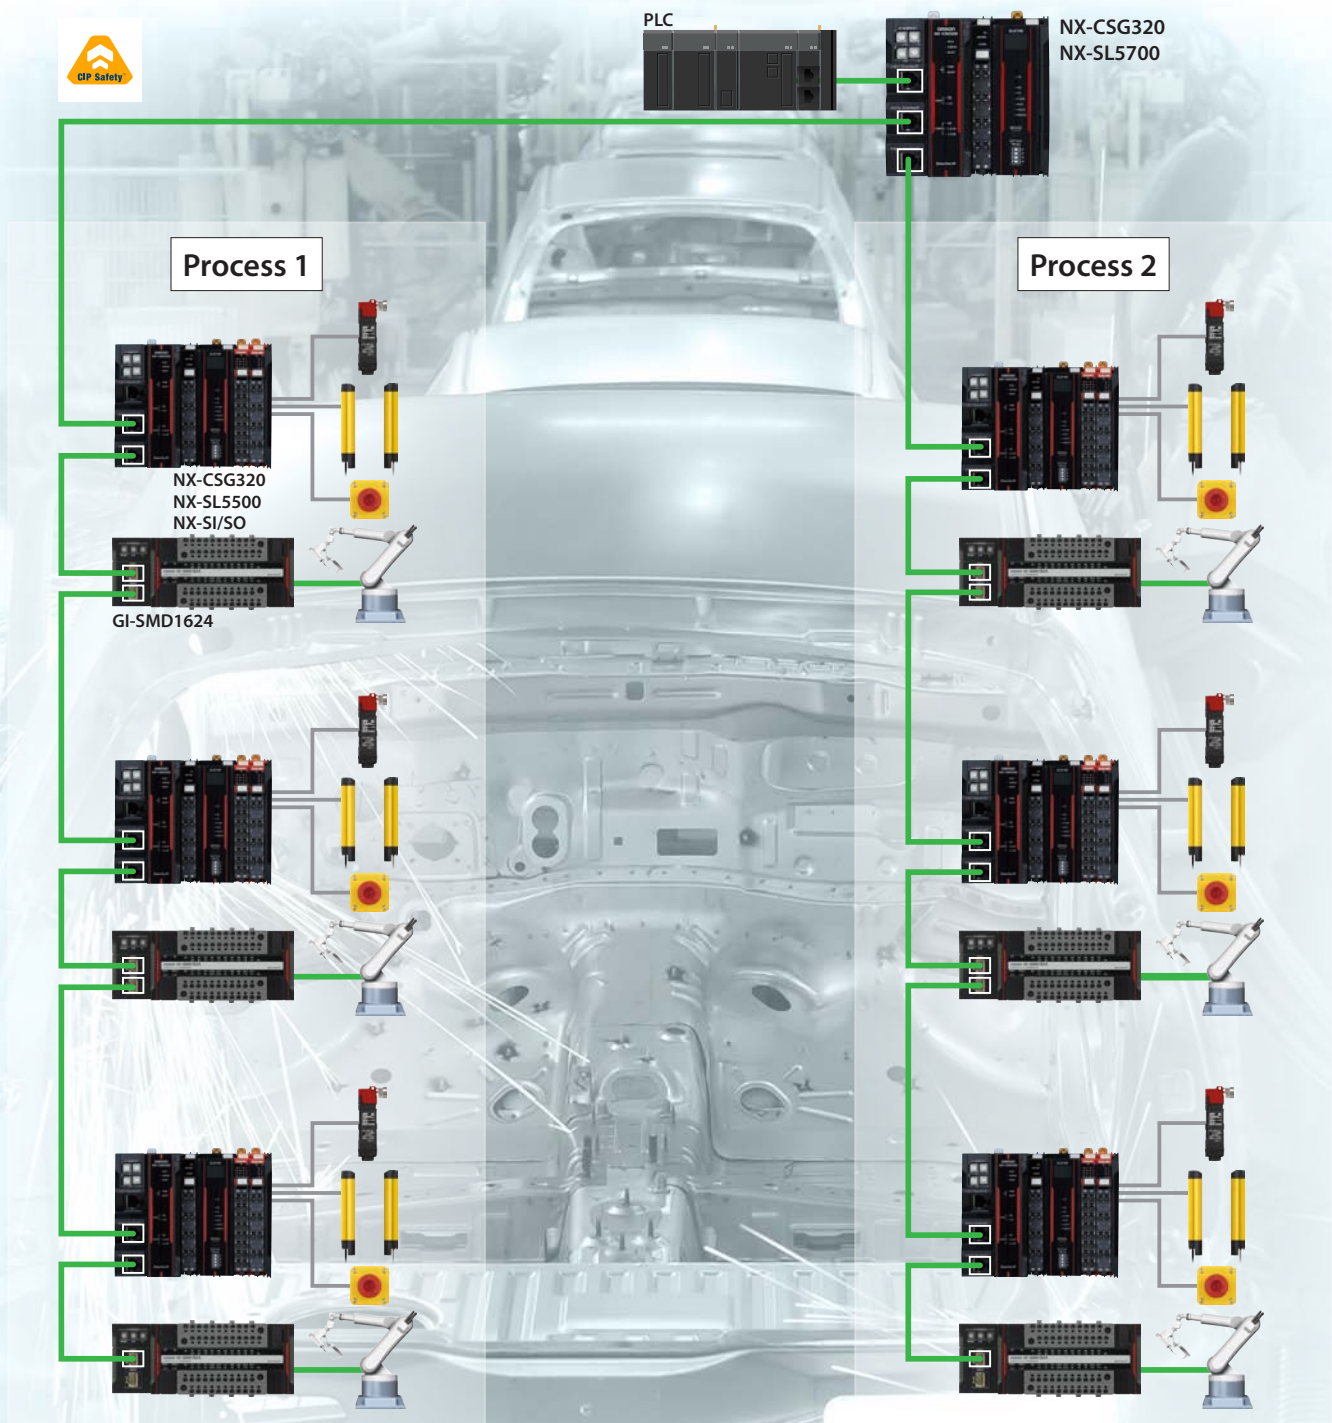 CIP Safety
PLC
NX-CSG320
NX-SL5700
Process 1
Process 2
NX-CSG320
NX-SL5500
NX-SI/SO
GI-SMD1624